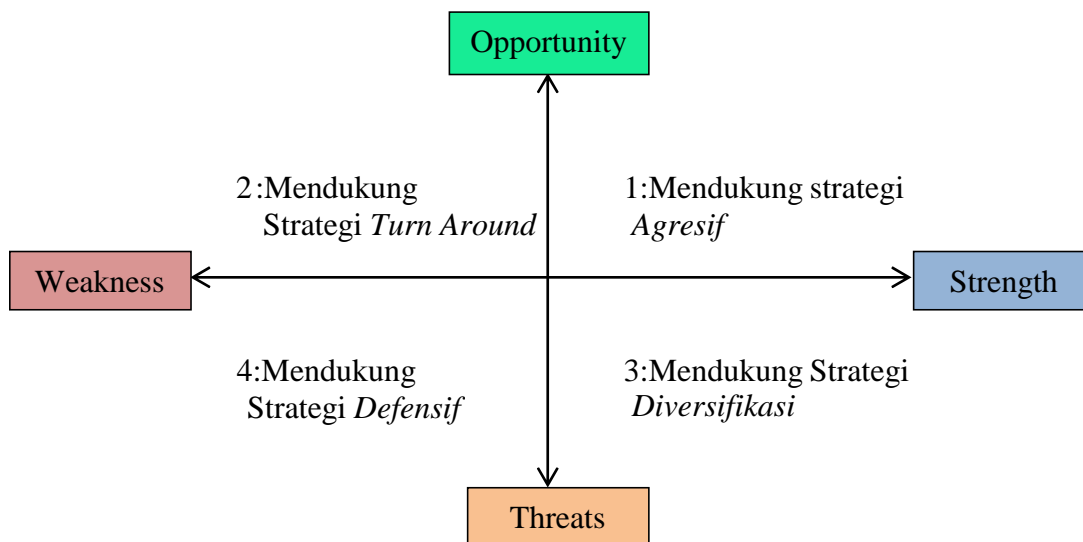 Opportunity
2:Mendukung
Strategi Turn Around
1:Mendukung strategi
Agresif
Weakness
Strength
4:Mendukung
Strategi Defensif
3:Mendukung Strategi
Diversifikasi
Threats